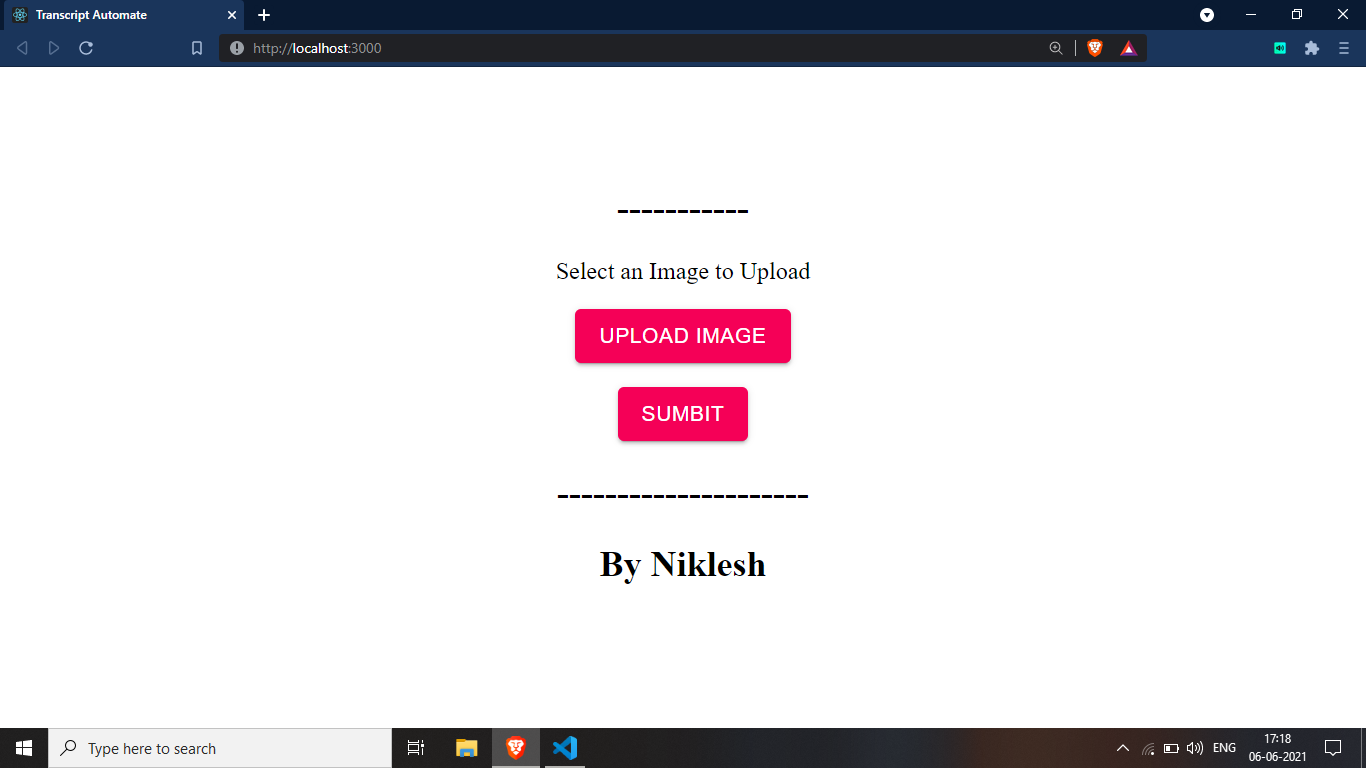 Transcript Automate
http://localhost:3000
-----------
Select an Image to Upload
UPLOAD IMAGE
SUMBIT
---------------------
By Niklesh
Type here to search
ENG
17:18
06-06-2021